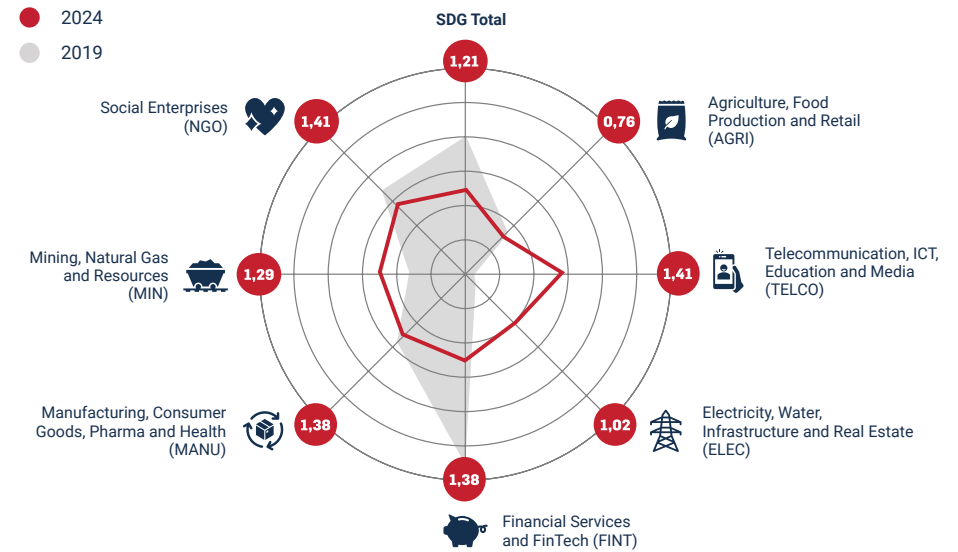 2024
2019
SDG Total
1,21
Social Enterprises
(NGO)
1,41
0,76
Agriculture, Food
Production and Retail
(AGRI)
Mining, Natural Gas
and Resources
(MIN)
1,29
1,41
Telecommunication, ICT,
Education and Media
(TELCO)
Manufacturing, Consumer
Goods, Pharma and Health
(MANU)
1,38
1,02
Electricity, Water,
Infrastructure and Real Estate
(ELEC)
1,38
Financial Services
and FinTech (FINT)